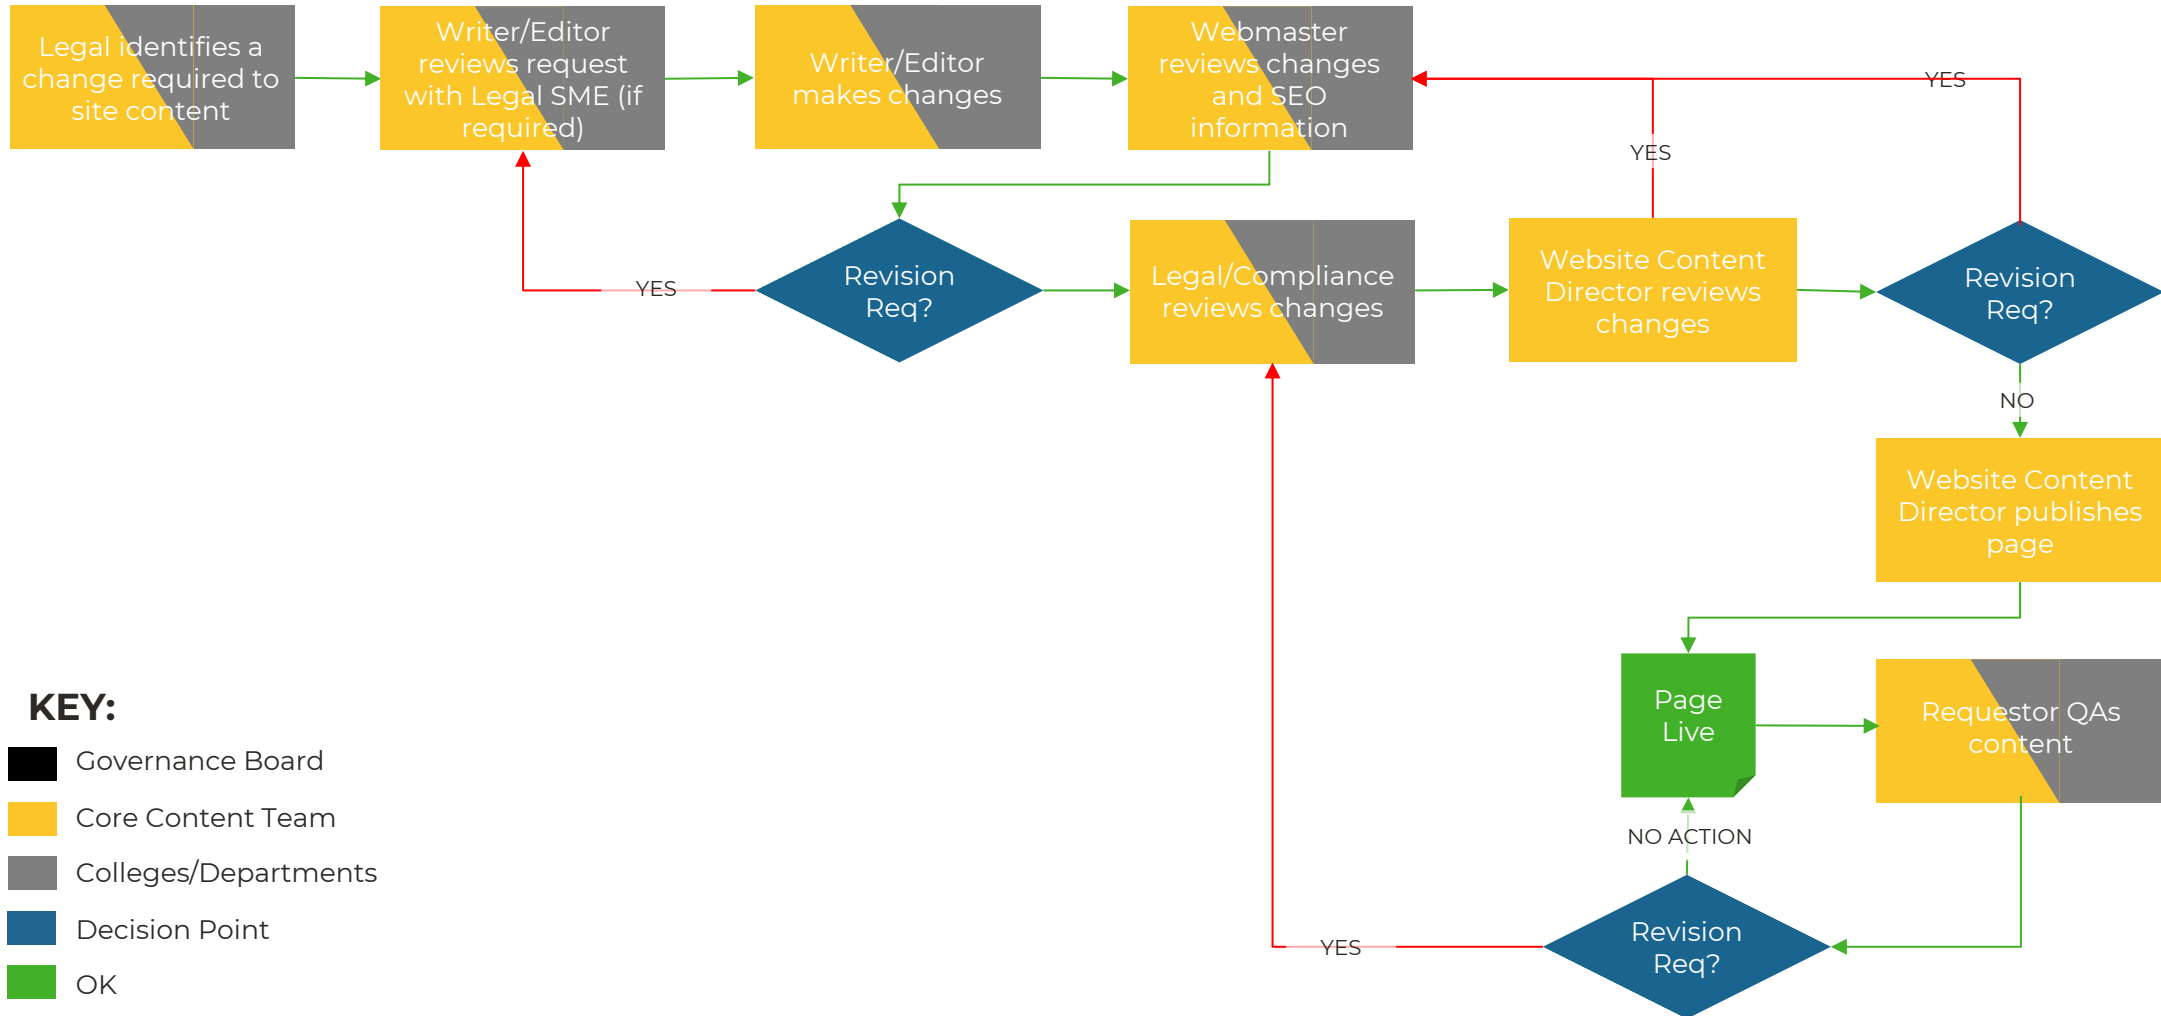 Legal identifies a
change required to
site content
Writer/Editor
reviews request
with Legal SME (if
required)
Writer/Editor
makes changes
Webmaster
reviews changes
and SEO
information
YES
YES
Revision
Req?
YES
Legal/Compliance
reviews changes
Website Content
Director reviews
changes
Revision
Req?
NO
Website Content
Director publishes
page
Page
Live
Requestor QAs
content
NO ACTION
Revision
Req?
YES
KEY:
Governance Board
Core Content Team
Colleges/Departments
Decision Point
OK